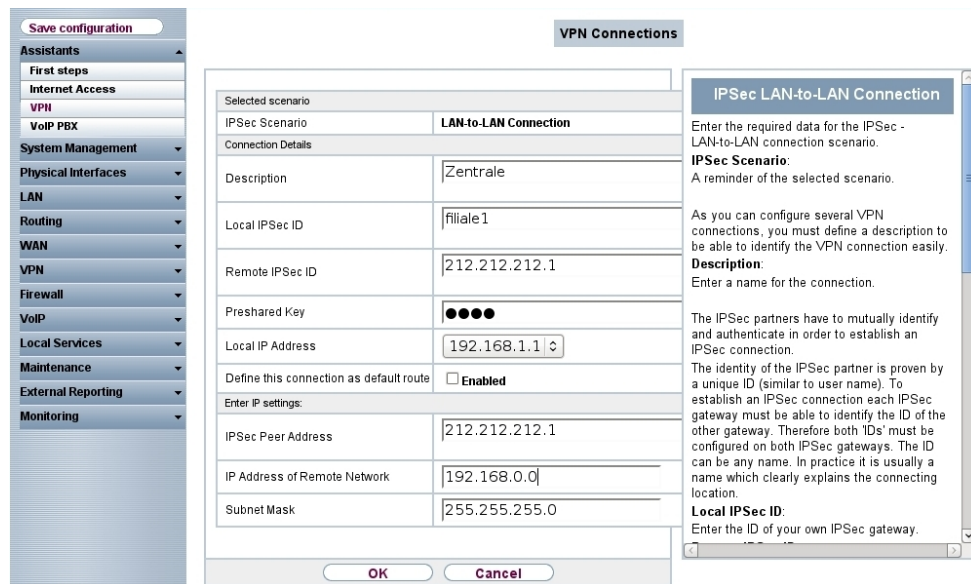 Save configuration
Assistants
First steps
Internet Access
VPN
VoIP PBX
System Management
Physical Interfaces
LAN
Routing
WAN
VPN
Firewall
VoIP
Local Services
Maintenance
External Reporting
Monitoring
VPN Connections
Selected scenario
IPSec Scenario LAN-to-LAN Connection
Connection Details
Description Zentrale
Local IPSec ID filiale1
Remote IPSec ID 212.212.212.1
Preshared Key ●●●●
Local IP Address 192.168.1.1
Define this connection as default route Enabled
Enter IP settings:
IPSec Peer Address 212.212.212.1
IP Address of Remote Network 192.168.0.0
Subnet Mask 255.255.255.0
OK Cancel
IPSec LAN-to-LAN Connection
Enter the required data for the IPSec -
LAN-to-LAN connection scenario.
IPSec Scenario:
A reminder of the selected scenario.
As you can configure several VPN
connections, you must define a description to
be able to identify the VPN connection easily.
Description:
Enter a name for the connection.
The IPSec partners have to mutually identify
and authenticate in order to establish an
IPSec connection.
The identity of the IPSec partner is proven by
a unique ID (similar to user name). To
establish an IPSec connection each IPSec
gateway must be able to identify the ID of the
other gateway. Therefore both 'IDs' must be
configured on both IPSec gateways. The ID
can be any name. In practice it is usually a
name which clearly explains the connecting
location.
Local IPSec ID:
Enter the ID of your own IPSec gateway.